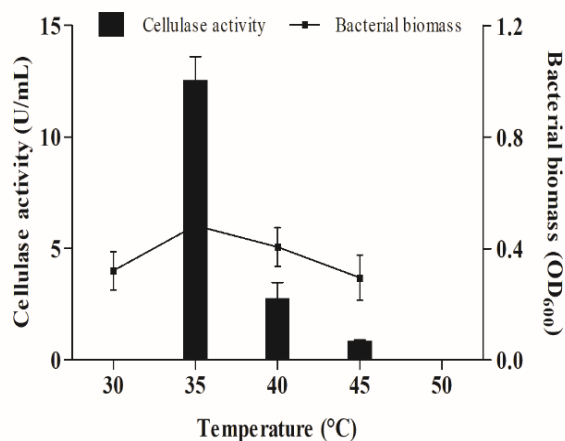 Cellulase activity
Bacterial biomass
Cellulase activity (U/mL)
15
10
5
0
1.2
0.8
0.4
0.0
Bacterial biomass (OD600)
30 35 40 45 50
Temperature (°C)